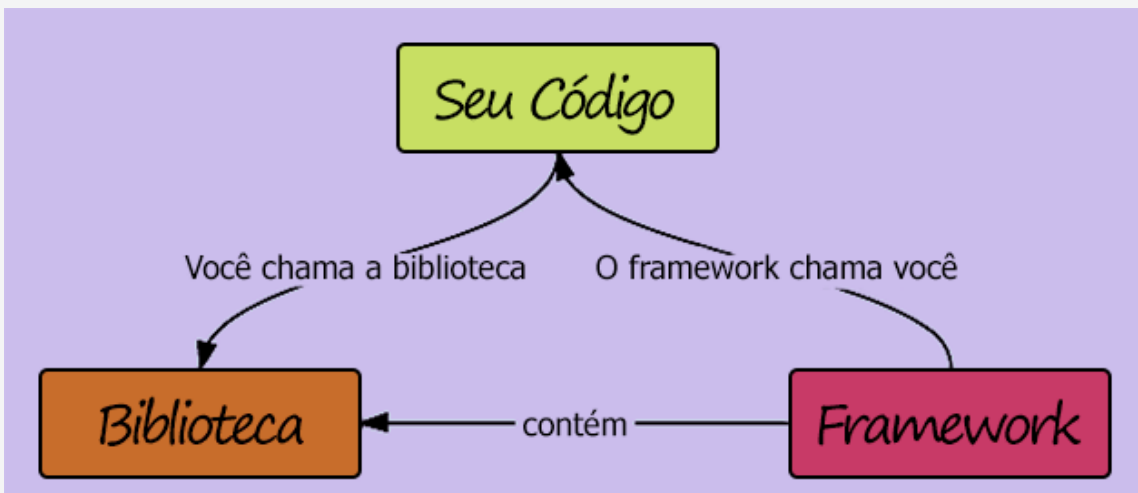 Seu Código
Você chama a biblioteca
O framework chama você
Biblioteca
contém
Framework